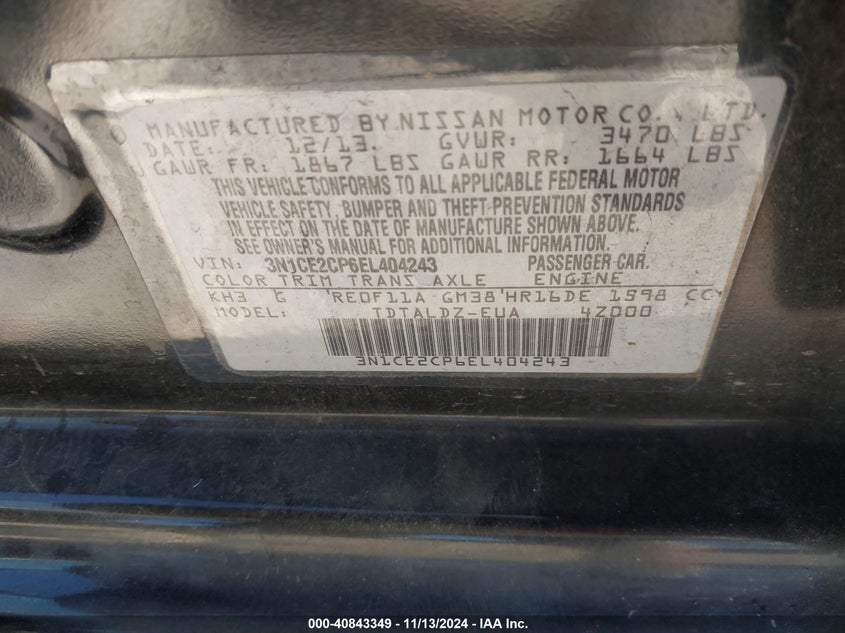 MANUFACTURED BY NISSAN MOTOR CO., LTD.
DATE: 12/13. GVWR: 3470 LBS
GAWR FR: 1867 LBS GAWR RR: 1664 LBS
THIS VEHICLE CONFORMS TO ALL APPLICABLE FEDERAL MOTOR
VEHICLE SAFETY, BUMPER AND THEFT PREVENTION STANDARDS
IN EFFECT ON THE DATE OF MANUFACTURE SHOWN ABOVE.
SEE OWNER'S MANUAL FOR ADDITIONAL INFORMATION.
VIN: 3N1CE2CP6EL404243 PASSENGER CAR.
COLOR TRIM TRANS AXLE ENGINE
KH3 G RE0F11A GM38 HR16DE 1598 CC
MODEL: TDTALDZ-EUA 4Z000
3N1CE2CP6EL404243
000-40843349 - 11/13/2024 - IAA Inc.